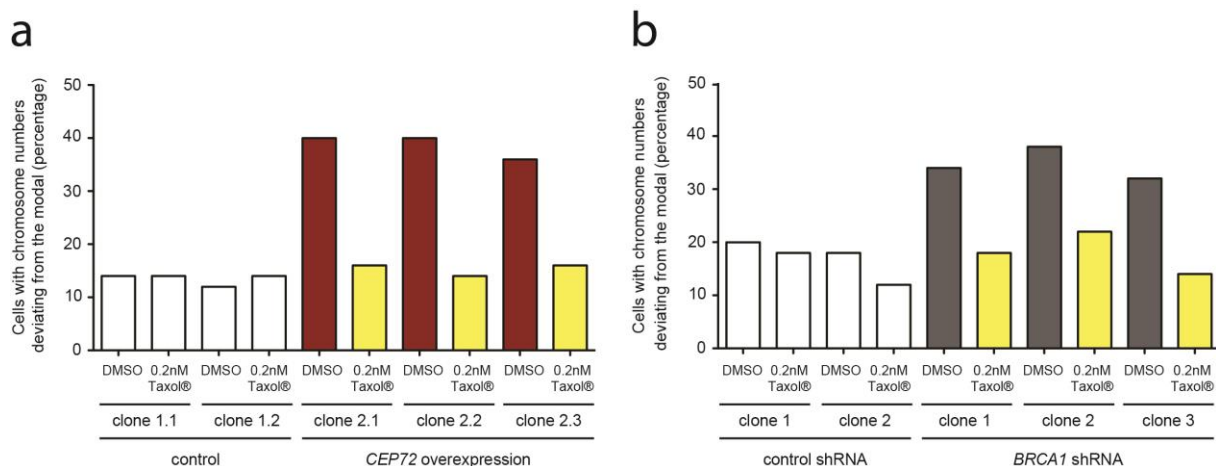 a
Cells with chromosome numbers
deviating from the modal (percentage)
50
40
30
20
10
0
DMSO 0.2nM Taxol® DMSO 0.2nM Taxol® DMSO 0.2nM Taxol® DMSO 0.2nM Taxol® DMSO 0.2nM Taxol®
clone 1.1 clone 1.2 clone 2.1 clone 2.2 clone 2.3
control CEP72 overexpression
b
Cells with chromosome numbers
deviating from the modal (percentage)
50
40
30
20
10
0
DMSO 0.2nM Taxol® DMSO 0.2nM Taxol® DMSO 0.2nM Taxol® DMSO 0.2nM Taxol® DMSO 0.2nM Taxol®
clone 1 clone 2 clone 1 clone 2 clone 3
control shRNA BRCA1 shRNA